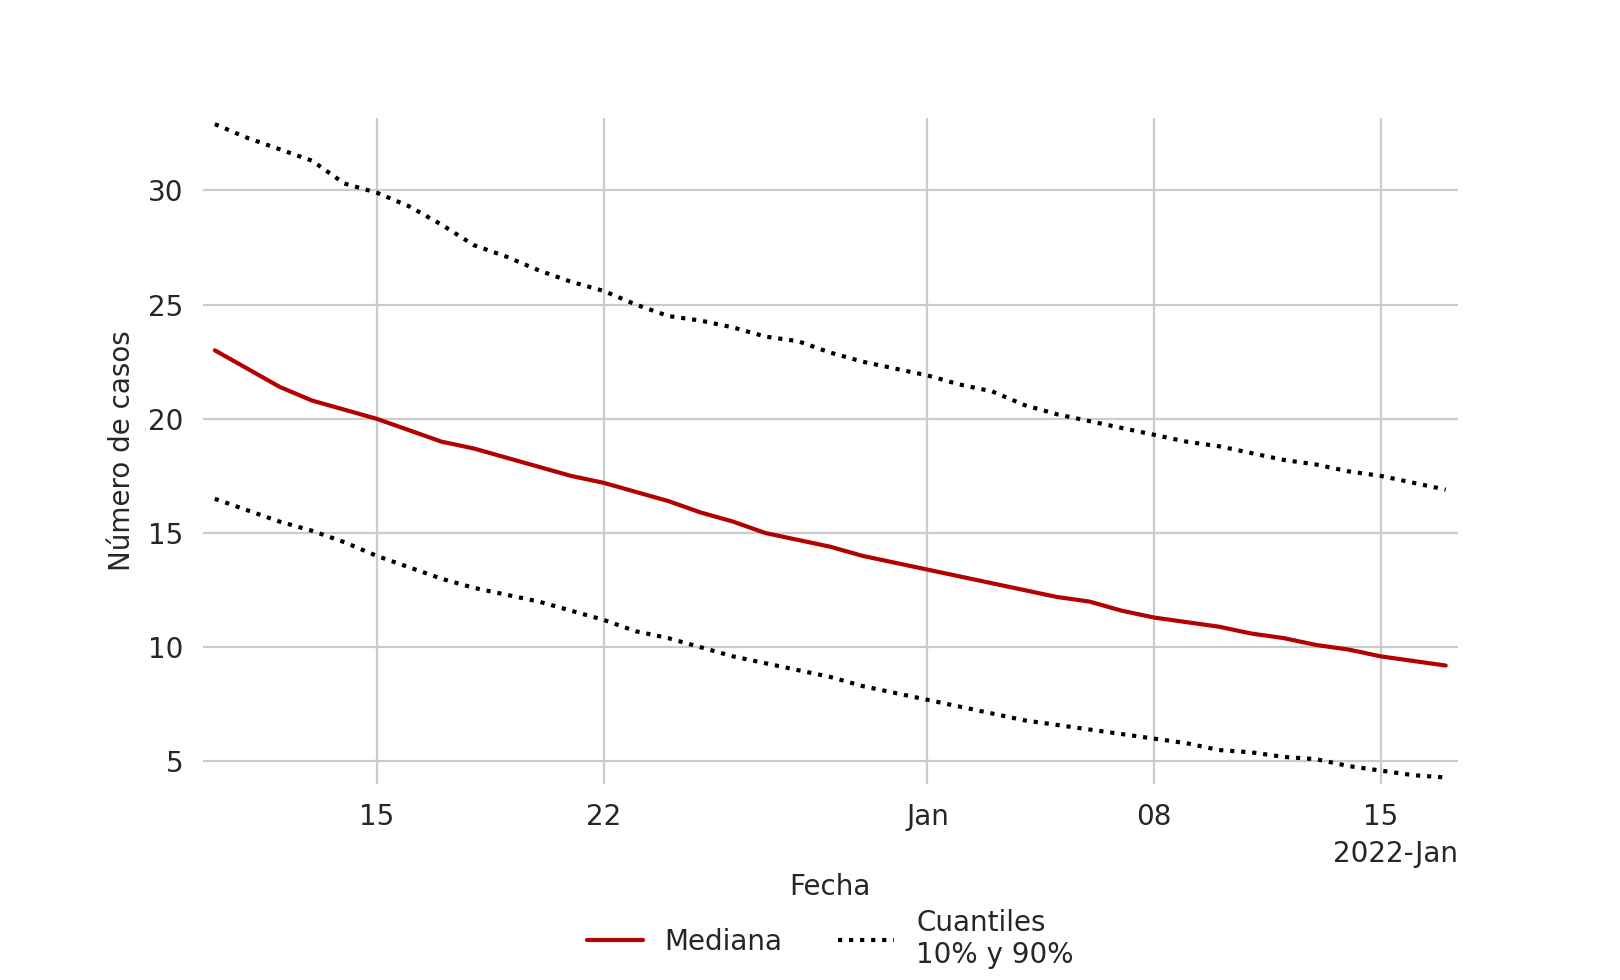 30
25
20
15
10
5
Número de casos
15
22
Jan
08
15
2022-Jan
Fecha
Mediana
Cuantiles
10% y 90%